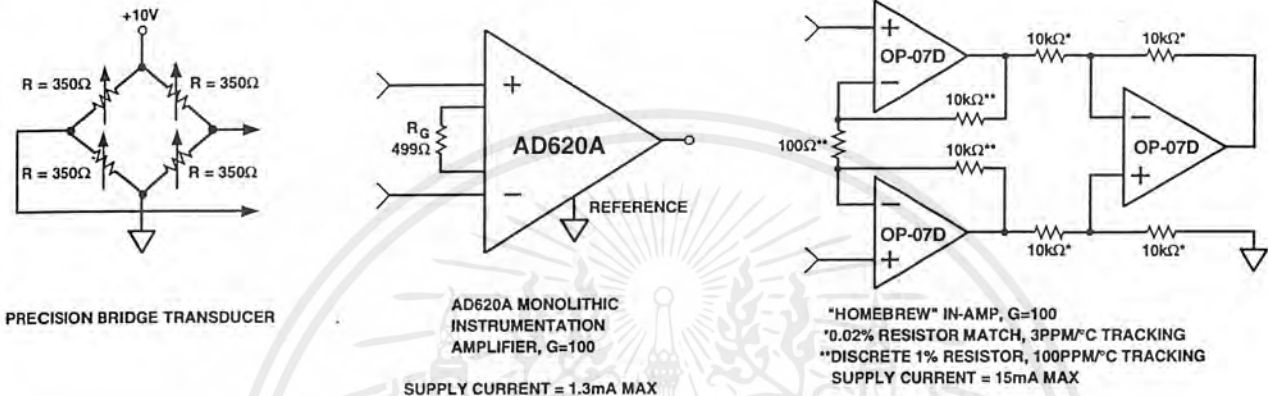 +10V
R = 350Ω
R = 350Ω
R = 350Ω
R = 350Ω
PRECISION BRIDGE TRANSDUCER
+
RG
499Ω
AD620A
−
REFERENCE
AD620A MONOLITHIC
INSTRUMENTATION
AMPLIFIER, G=100
SUPPLY CURRENT = 1.3mA MAX
+
OP-07D
−
10kΩ*
10kΩ*
10kΩ**
100Ω**
10kΩ**
−
OP-07D
+
−
OP-07D
+
10kΩ*
10kΩ*
"HOMEBREW" IN-AMP, G=100
*0.02% RESISTOR MATCH, 3PPM/°C TRACKING
**DISCRETE 1% RESISTOR, 100PPM/°C TRACKING
SUPPLY CURRENT = 15mA MAX